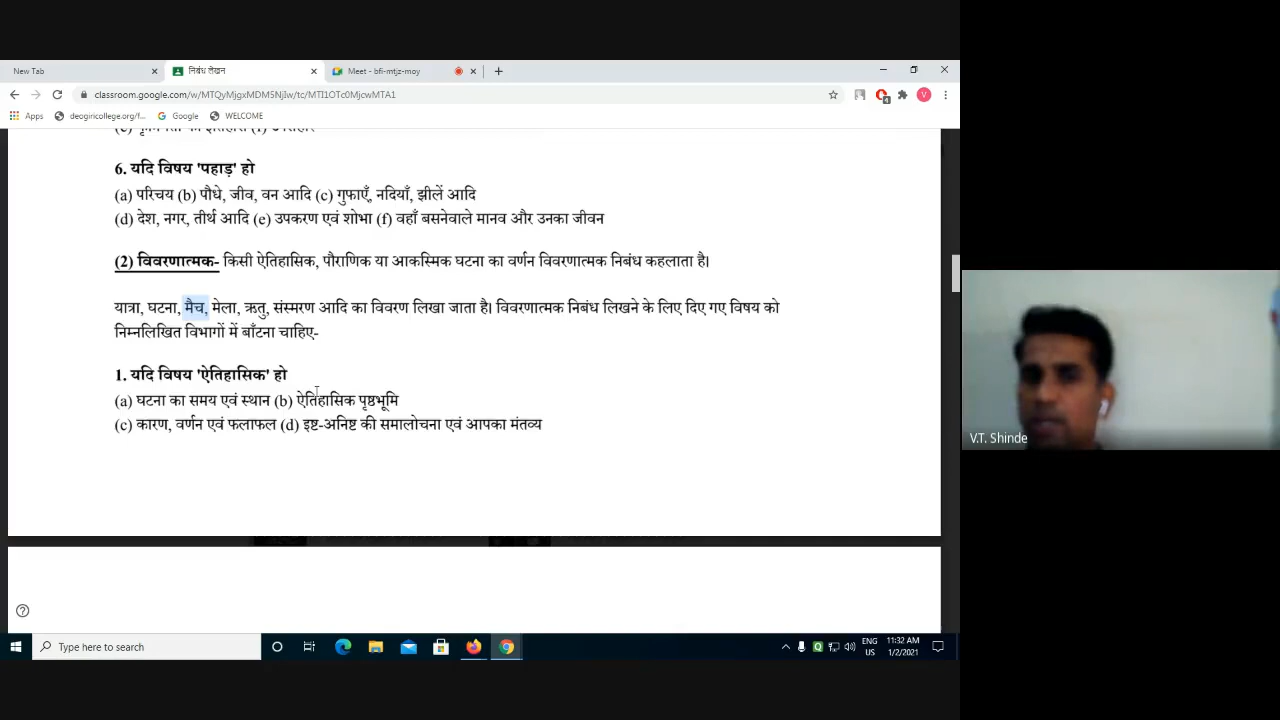 New Tab
निबंध लेखन
Meet - bfi-mtjz-moy
classroom.google.com/w/MTQyMjgxMDM5NjIw/tc/MTI1OTc0MjcwMTA1
Apps deogiricollege.org/f... Google WELCOME
6. यदि विषय 'पहाड़' हो
(a) परिचय (b) पौधे, जीव, वन आदि (c) गुफाएँ, नदियाँ, झीलें आदि
(d) देश, नगर, तीर्थ आदि (e) उपकरण एवं शोभा (f) वहाँ बसनेवाले मानव और उनका जीवन
(2) विवरणात्मक- किसी ऐतिहासिक, पौराणिक या आकस्मिक घटना का वर्णन विवरणात्मक निबंध कहलाता है।
यात्रा, घटना, मैच, मेला, ऋतु, संस्मरण आदि का विवरण लिखा जाता है। विवरणात्मक निबंध लिखने के लिए दिए गए विषय को
निम्नलिखित विभागों में बाँटना चाहिए-
1. यदि विषय 'ऐतिहासिक' हो
(a) घटना का समय एवं स्थान (b) ऐतिहासिक पृष्ठभूमि
(c) कारण, वर्णन एवं फलाफल (d) इष्ट-अनिष्ट की समालोचना एवं आपका मंतव्य
V.T. Shinde
Type here to search
ENG
US
11:32 AM
1/2/2021